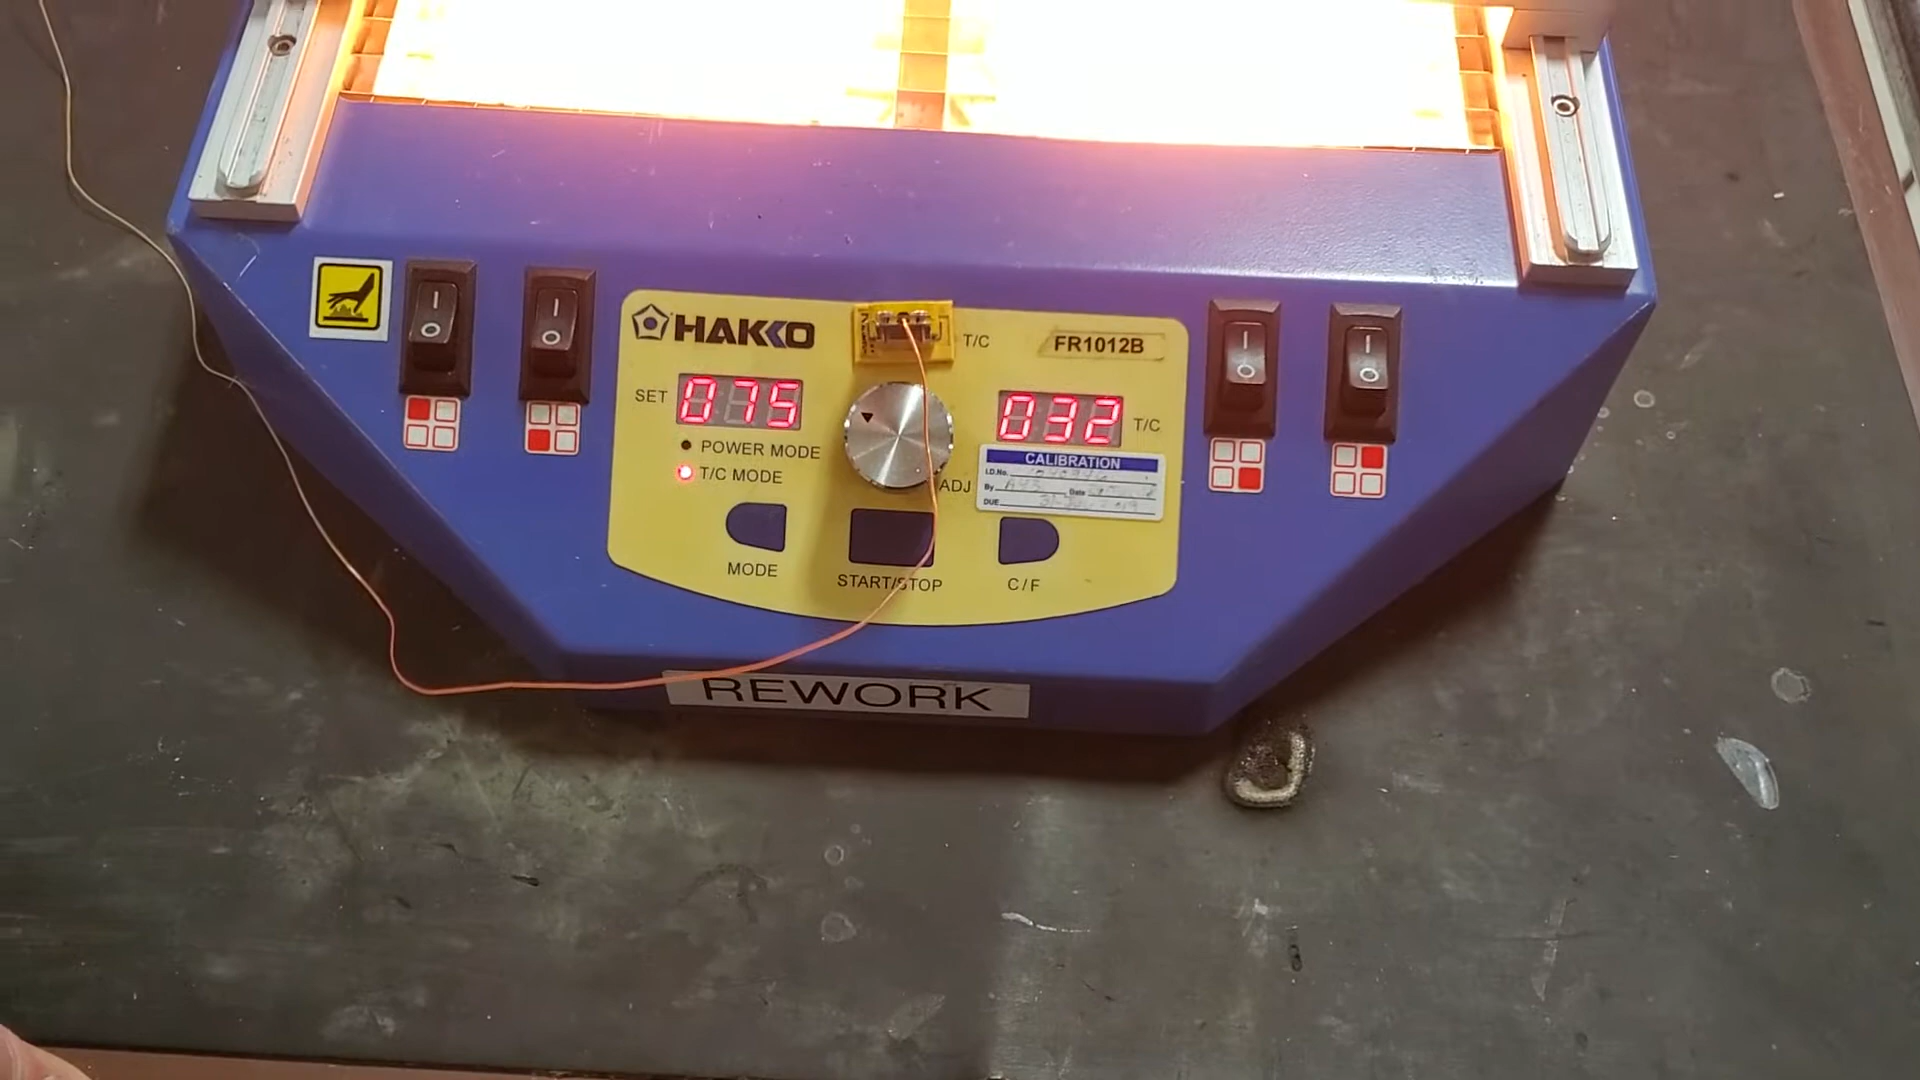 HAKKO
T/C
FR1012B
SET
075
032
T/C
POWER MODE
T/C MODE
ADJ
CALIBRATION
I.D.No.
By
Date
DUE
MODE
START/STOP
C/F
REWORK